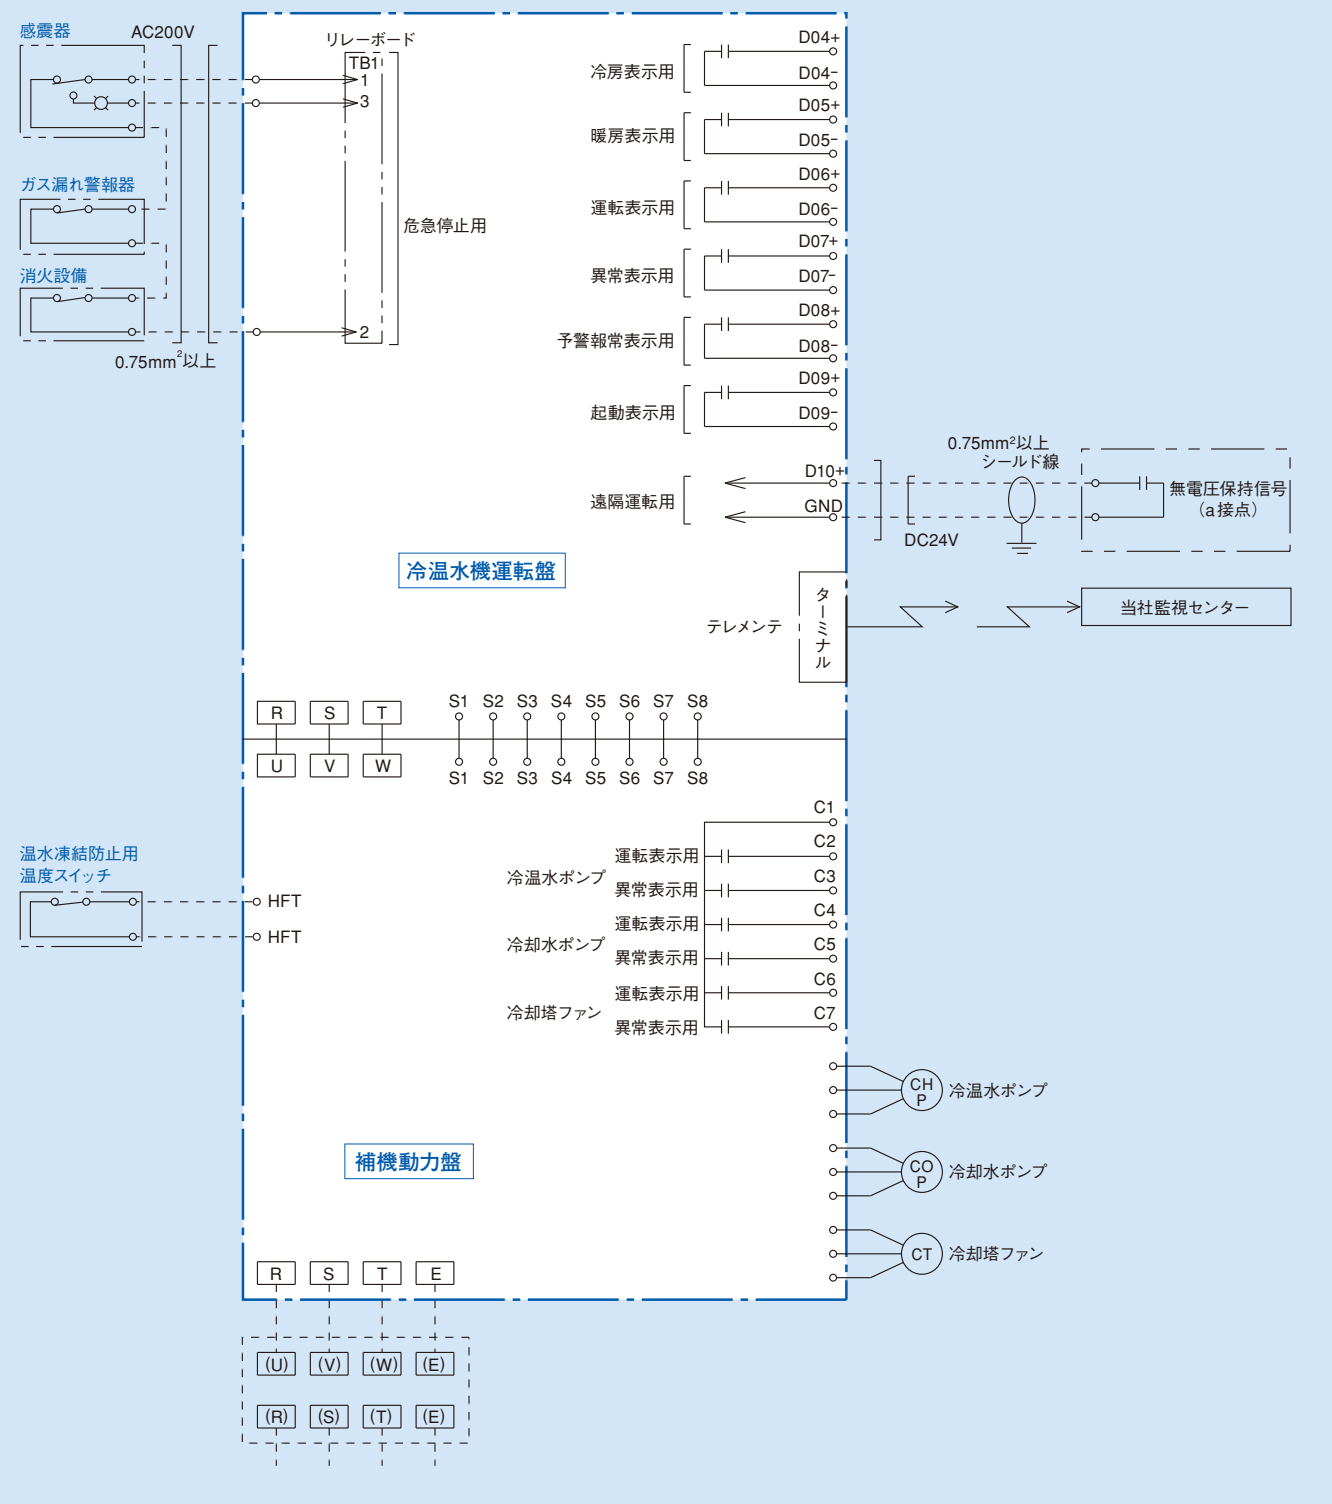 感震器
AC200V
リレーボード
TB1
1
3
2
危急停止用
ガス漏れ警報器
消火設備
0.75mm²以上
冷房表示用
D04+
D04-
暖房表示用
D05+
D05-
運転表示用
D06+
D06-
異常表示用
D07+
D07-
予警報常表示用
D08+
D08-
起動表示用
D09+
D09-
遠隔運転用
D10+
GND
0.75mm²以上
シールド線
DC24V
無電圧保持信号
(a接点)
冷温水機運転盤
テレメンテ
ターミナル
当社監視センター
R S T
U V W
S1 S2 S3 S4 S5 S6 S7 S8
S1 S2 S3 S4 S5 S6 S7 S8
温水凍結防止用
温度スイッチ
HFT
HFT
C1
冷温水ポンプ
運転表示用 C2
異常表示用 C3
冷却水ポンプ
運転表示用 C4
異常表示用 C5
冷却塔ファン
運転表示用 C6
異常表示用 C7
CH
P
冷温水ポンプ
CO
P
冷却水ポンプ
CT
冷却塔ファン
補機動力盤
R S T E
(U) (V) (W) (E)
(R) (S) (T) (E)